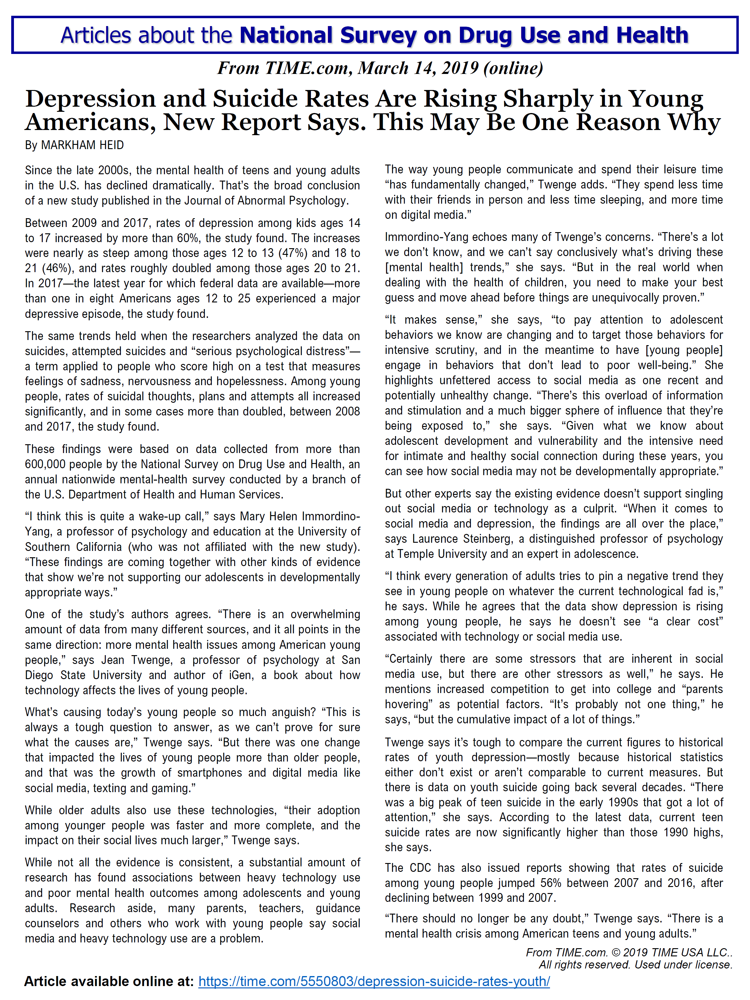 Articles about the National Survey on Drug Use and Health
From TIME.com, March 14, 2019 (online)
Depression and Suicide Rates Are Rising Sharply in Young
Americans, New Report Says. This May Be One Reason Why
By MARKHAM HEID
Since the late 2000s, the mental health of teens and young adults
in the U.S. has declined dramatically. That’s the broad conclusion
of a new study published in the Journal of Abnormal Psychology.
Between 2009 and 2017, rates of depression among kids ages 14
to 17 increased by more than 60%, the study found. The increases
were nearly as steep among those ages 12 to 13 (47%) and 18 to
21 (46%), and rates roughly doubled among those ages 20 to 21.
In 2017—the latest year for which federal data are available—more
than one in eight Americans ages 12 to 25 experienced a major
depressive episode, the study found.
The same trends held when the researchers analyzed the data on
suicides, attempted suicides and “serious psychological distress”—
a term applied to people who score high on a test that measures
feelings of sadness, nervousness and hopelessness. Among young
people, rates of suicidal thoughts, plans and attempts all increased
significantly, and in some cases more than doubled, between 2008
and 2017, the study found.
These findings were based on data collected from more than
600,000 people by the National Survey on Drug Use and Health, an
annual nationwide mental-health survey conducted by a branch of
the U.S. Department of Health and Human Services.
“I think this is quite a wake-up call,” says Mary Helen Immordino-
Yang, a professor of psychology and education at the University of
Southern California (who was not affiliated with the new study).
“These findings are coming together with other kinds of evidence
that show we’re not supporting our adolescents in developmentally
appropriate ways.”
One of the study’s authors agrees. “There is an overwhelming
amount of data from many different sources, and it all points in the
same direction: more mental health issues among American young
people,” says Jean Twenge, a professor of psychology at San
Diego State University and author of iGen, a book about how
technology affects the lives of young people.
What’s causing today’s young people so much anguish? “This is
always a tough question to answer, as we can’t prove for sure
what the causes are,” Twenge says. “But there was one change
that impacted the lives of young people more than older people,
and that was the growth of smartphones and digital media like
social media, texting and gaming.”
While older adults also use these technologies, “their adoption
among younger people was faster and more complete, and the
impact on their social lives much larger,” Twenge says.
While not all the evidence is consistent, a substantial amount of
research has found associations between heavy technology use
and poor mental health outcomes among adolescents and young
adults. Research aside, many parents, teachers, guidance
counselors and others who work with young people say social
media and heavy technology use are a problem.
The way young people communicate and spend their leisure time
“has fundamentally changed,” Twenge adds. “They spend less time
with their friends in person and less time sleeping, and more time
on digital media.”
Immordino-Yang echoes many of Twenge’s concerns. “There’s a lot
we don’t know, and we can’t say conclusively what’s driving these
[mental health] trends,” she says. “But in the real world when
dealing with the health of children, you need to make your best
guess and move ahead before things are unequivocally proven.”
“It makes sense,” she says, “to pay attention to adolescent
behaviors we know are changing and to target those behaviors for
intensive scrutiny, and in the meantime to have [young people]
engage in behaviors that don’t lead to poor well-being.” She
highlights unfettered access to social media as one recent and
potentially unhealthy change. “There’s this overload of information
and stimulation and a much bigger sphere of influence that they’re
being exposed to,” she says. “Given what we know about
adolescent development and vulnerability and the intensive need
for intimate and healthy social connection during these years, you
can see how social media may not be developmentally appropriate.”
But other experts say the existing evidence doesn’t support singling
out social media or technology as a culprit. “When it comes to
social media and depression, the findings are all over the place,”
says Laurence Steinberg, a distinguished professor of psychology
at Temple University and an expert in adolescence.
“I think every generation of adults tries to pin a negative trend they
see in young people on whatever the current technological fad is,”
he says. While he agrees that the data show depression is rising
among young people, he says he doesn’t see “a clear cost”
associated with technology or social media use.
“Certainly there are some stressors that are inherent in social
media use, but there are other stressors as well,” he says. He
mentions increased competition to get into college and “parents
hovering” as potential factors. “It’s probably not one thing,” he
says, “but the cumulative impact of a lot of things.”
Twenge says it’s tough to compare the current figures to historical
rates of youth depression—mostly because historical statistics
either don’t exist or aren’t comparable to current measures. But
there is data on youth suicide going back several decades. “There
was a big peak of teen suicide in the early 1990s that got a lot of
attention,” she says. According to the latest data, current teen
suicide rates are now significantly higher than those 1990 highs,
she says.
The CDC has also issued reports showing that rates of suicide
among young people jumped 56% between 2007 and 2016, after
declining between 1999 and 2007.
“There should no longer be any doubt,” Twenge says. “There is a
mental health crisis among American teens and young adults.”
From TIME.com. © 2019 TIME USA LLC..
All rights reserved. Used under license.
Article available online at: https://time.com/5550803/depression-suicide-rates-youth/